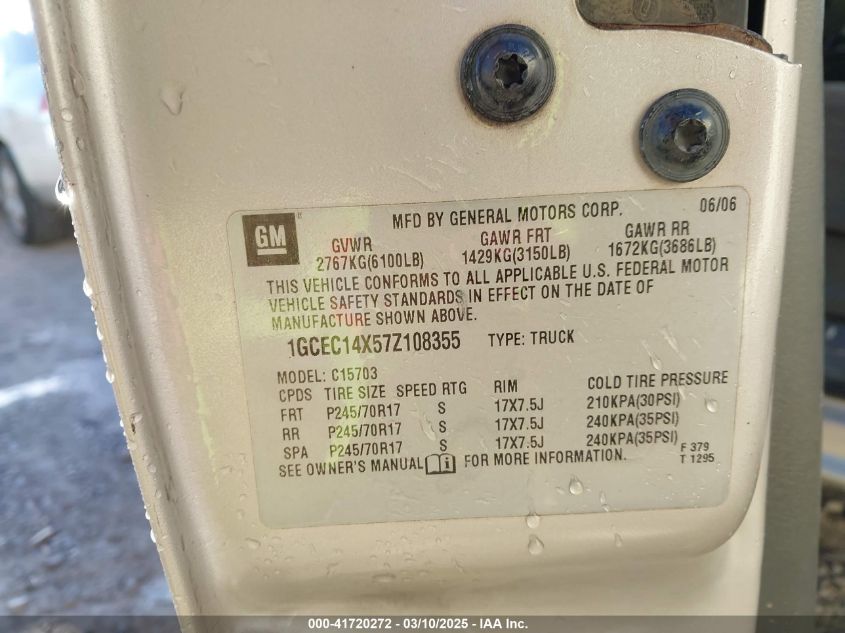 GM
MFD BY GENERAL MOTORS CORP. 06/06
GVWR GAWR FRT GAWR RR
2767KG(6100LB) 1429KG(3150LB) 1672KG(3686LB)
THIS VEHICLE CONFORMS TO ALL APPLICABLE U.S. FEDERAL MOTOR
VEHICLE SAFETY STANDARDS IN EFFECT ON THE DATE OF
MANUFACTURE SHOWN ABOVE.
1GCEC14X57Z108355 TYPE: TRUCK
MODEL: C15703
CPDS TIRE SIZE SPEED RTG RIM COLD TIRE PRESSURE
FRT P245/70R17 S 17X7.5J 210KPA(30PSI)
RR P245/70R17 S 17X7.5J 240KPA(35PSI)
SPA P245/70R17 S 17X7.5J 240KPA(35PSI)
SEE OWNER'S MANUAL i FOR MORE INFORMATION.
F 379
T 1295
000-41720272 — 03/10/2025 — IAA Inc.